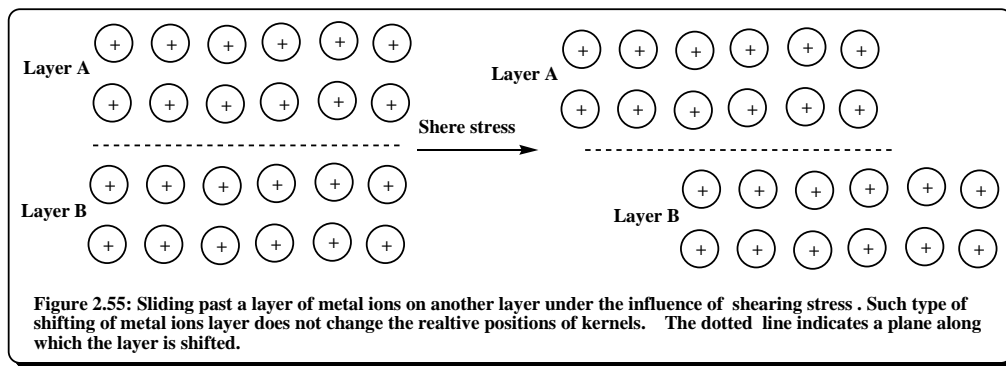 + + + + + +
Layer A
+ + + + + +
+ + + + + +
Layer B
+ + + + + +
Shere stress
+ + + + + +
Layer A
+ + + + + +
+ + + + + +
Layer B
+ + + + + +
Figure 2.55: Sliding past a layer of metal ions on another layer under the influence of shearing stress . Such type of
shifting of metal ions layer does not change the realtive positions of kernels. The dotted line indicates a plane along
which the layer is shifted.